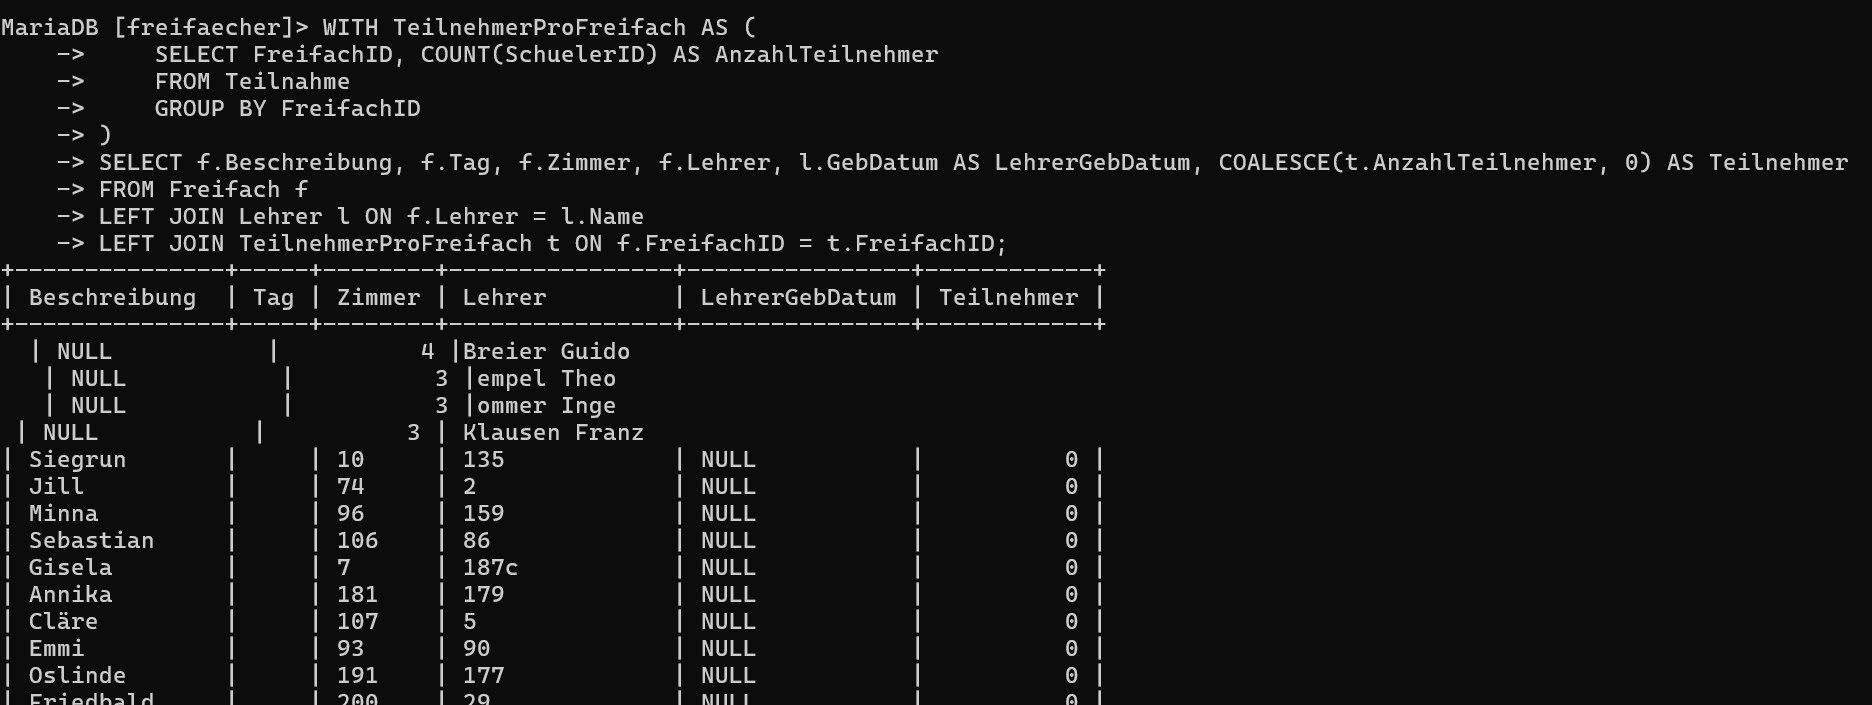 MariaDB [freifaecher]> WITH TeilnehmerProFreifach AS (
    ->     SELECT FreifachID, COUNT(SchuelerID) AS AnzahlTeilnehmer
    ->     FROM Teilnahme
    ->     GROUP BY FreifachID
    -> )
    -> SELECT f.Beschreibung, f.Tag, f.Zimmer, f.Lehrer, l.GebDatum AS LehrerGebDatum, COALESCE(t.AnzahlTeilnehmer, 0) AS Teilnehmer
    -> FROM Freifach f
    -> LEFT JOIN Lehrer l ON f.Lehrer = l.Name
    -> LEFT JOIN TeilnehmerProFreifach t ON f.FreifachID = t.FreifachID;
+---------------+-----+--------+----------------+----------------+------------+
| Beschreibung  | Tag | Zimmer | Lehrer         | LehrerGebDatum | Teilnehmer |
+---------------+-----+--------+----------------+----------------+------------+
  | NULL           |          4 |Breier Guido
   | NULL           |          3 |empel Theo
   | NULL           |          3 |ommer Inge
 | NULL           |          3 | Klausen Franz
| Siegrun       |     | 10     | 135            | NULL           |          0 |
| Jill          |     | 74     | 2              | NULL           |          0 |
| Minna         |     | 96     | 159            | NULL           |          0 |
| Sebastian     |     | 106    | 86             | NULL           |          0 |
| Gisela        |     | 7      | 187c           | NULL           |          0 |
| Annika        |     | 181    | 179            | NULL           |          0 |
| Cläre         |     | 107    | 5              | NULL           |          0 |
| Emmi          |     | 93     | 90             | NULL           |          0 |
| Oslinde       |     | 191    | 177            | NULL           |          0 |
| Friedbald     |     | 200    | 29             | NULL           |          0 |